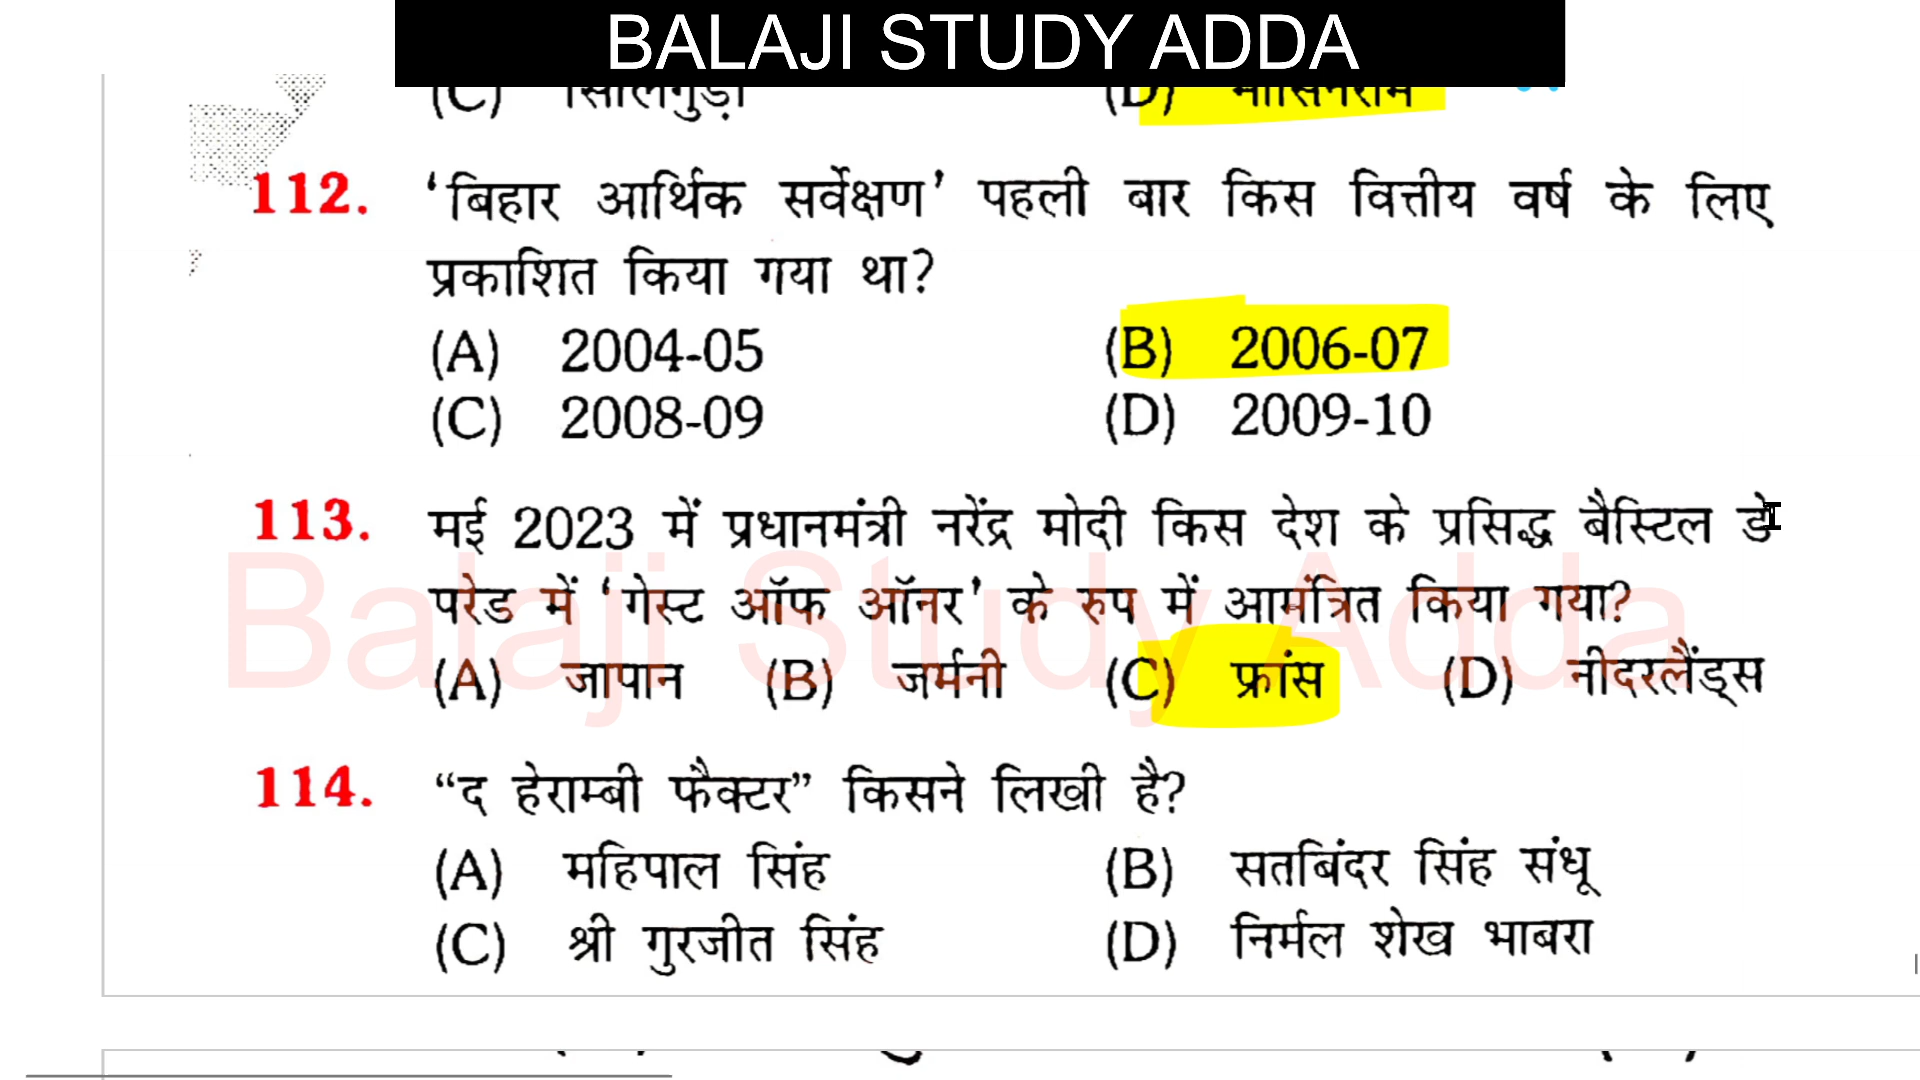 BALAJI STUDY ADDA
(C) सिलिगुड़ी (D) मासिनराम
112. ‘बिहार आर्थिक सर्वेक्षण’ पहली बार किस वित्तीय वर्ष के लिए
प्रकाशित किया गया था?
(A) 2004-05 (B) 2006-07
(C) 2008-09 (D) 2009-10
113. मई 2023 में प्रधानमंत्री नरेंद्र मोदी किस देश के प्रसिद्ध बैस्टिल डे
परेड में ‘गेस्ट ऑफ ऑनर’ के रुप में आमंत्रित किया गया?
(A) जापान (B) जर्मनी (C) फ्रांस (D) नीदरलैंड्स
Balaji Study Adda
114. “द हेराम्बी फैक्टर” किसने लिखी है?
(A) महिपाल सिंह (B) सतबिंदर सिंह संधू
(C) श्री गुरजीत सिंह (D) निर्मल शेख भाबरा